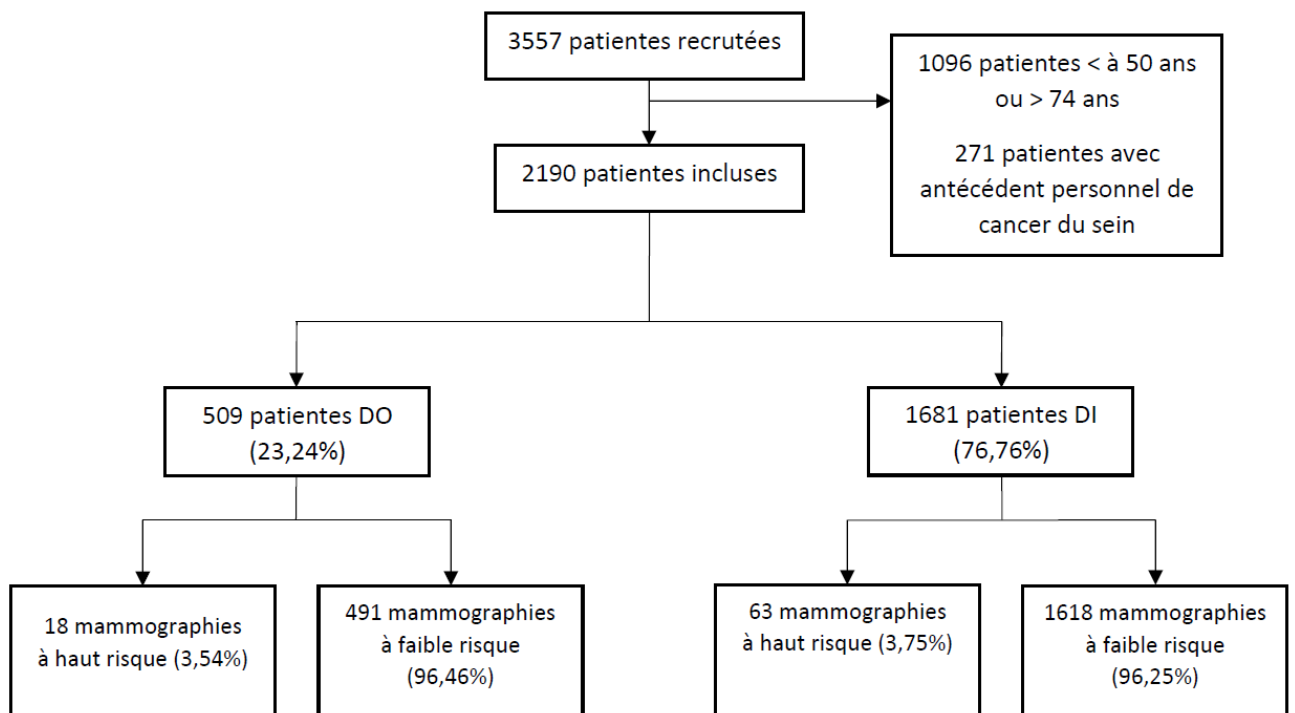 3557 patientes recrutées
1096 patientes < à 50 ans
ou > 74 ans
271 patientes avec
antécédent personnel de
cancer du sein
2190 patientes incluses
509 patientes DO
(23,24%)
1681 patientes DI
(76,76%)
18 mammographies
à haut risque (3,54%)
491 mammographies
à faible risque
(96,46%)
63 mammographies
à haut risque (3,75%)
1618 mammographies
à faible risque
(96,25%)